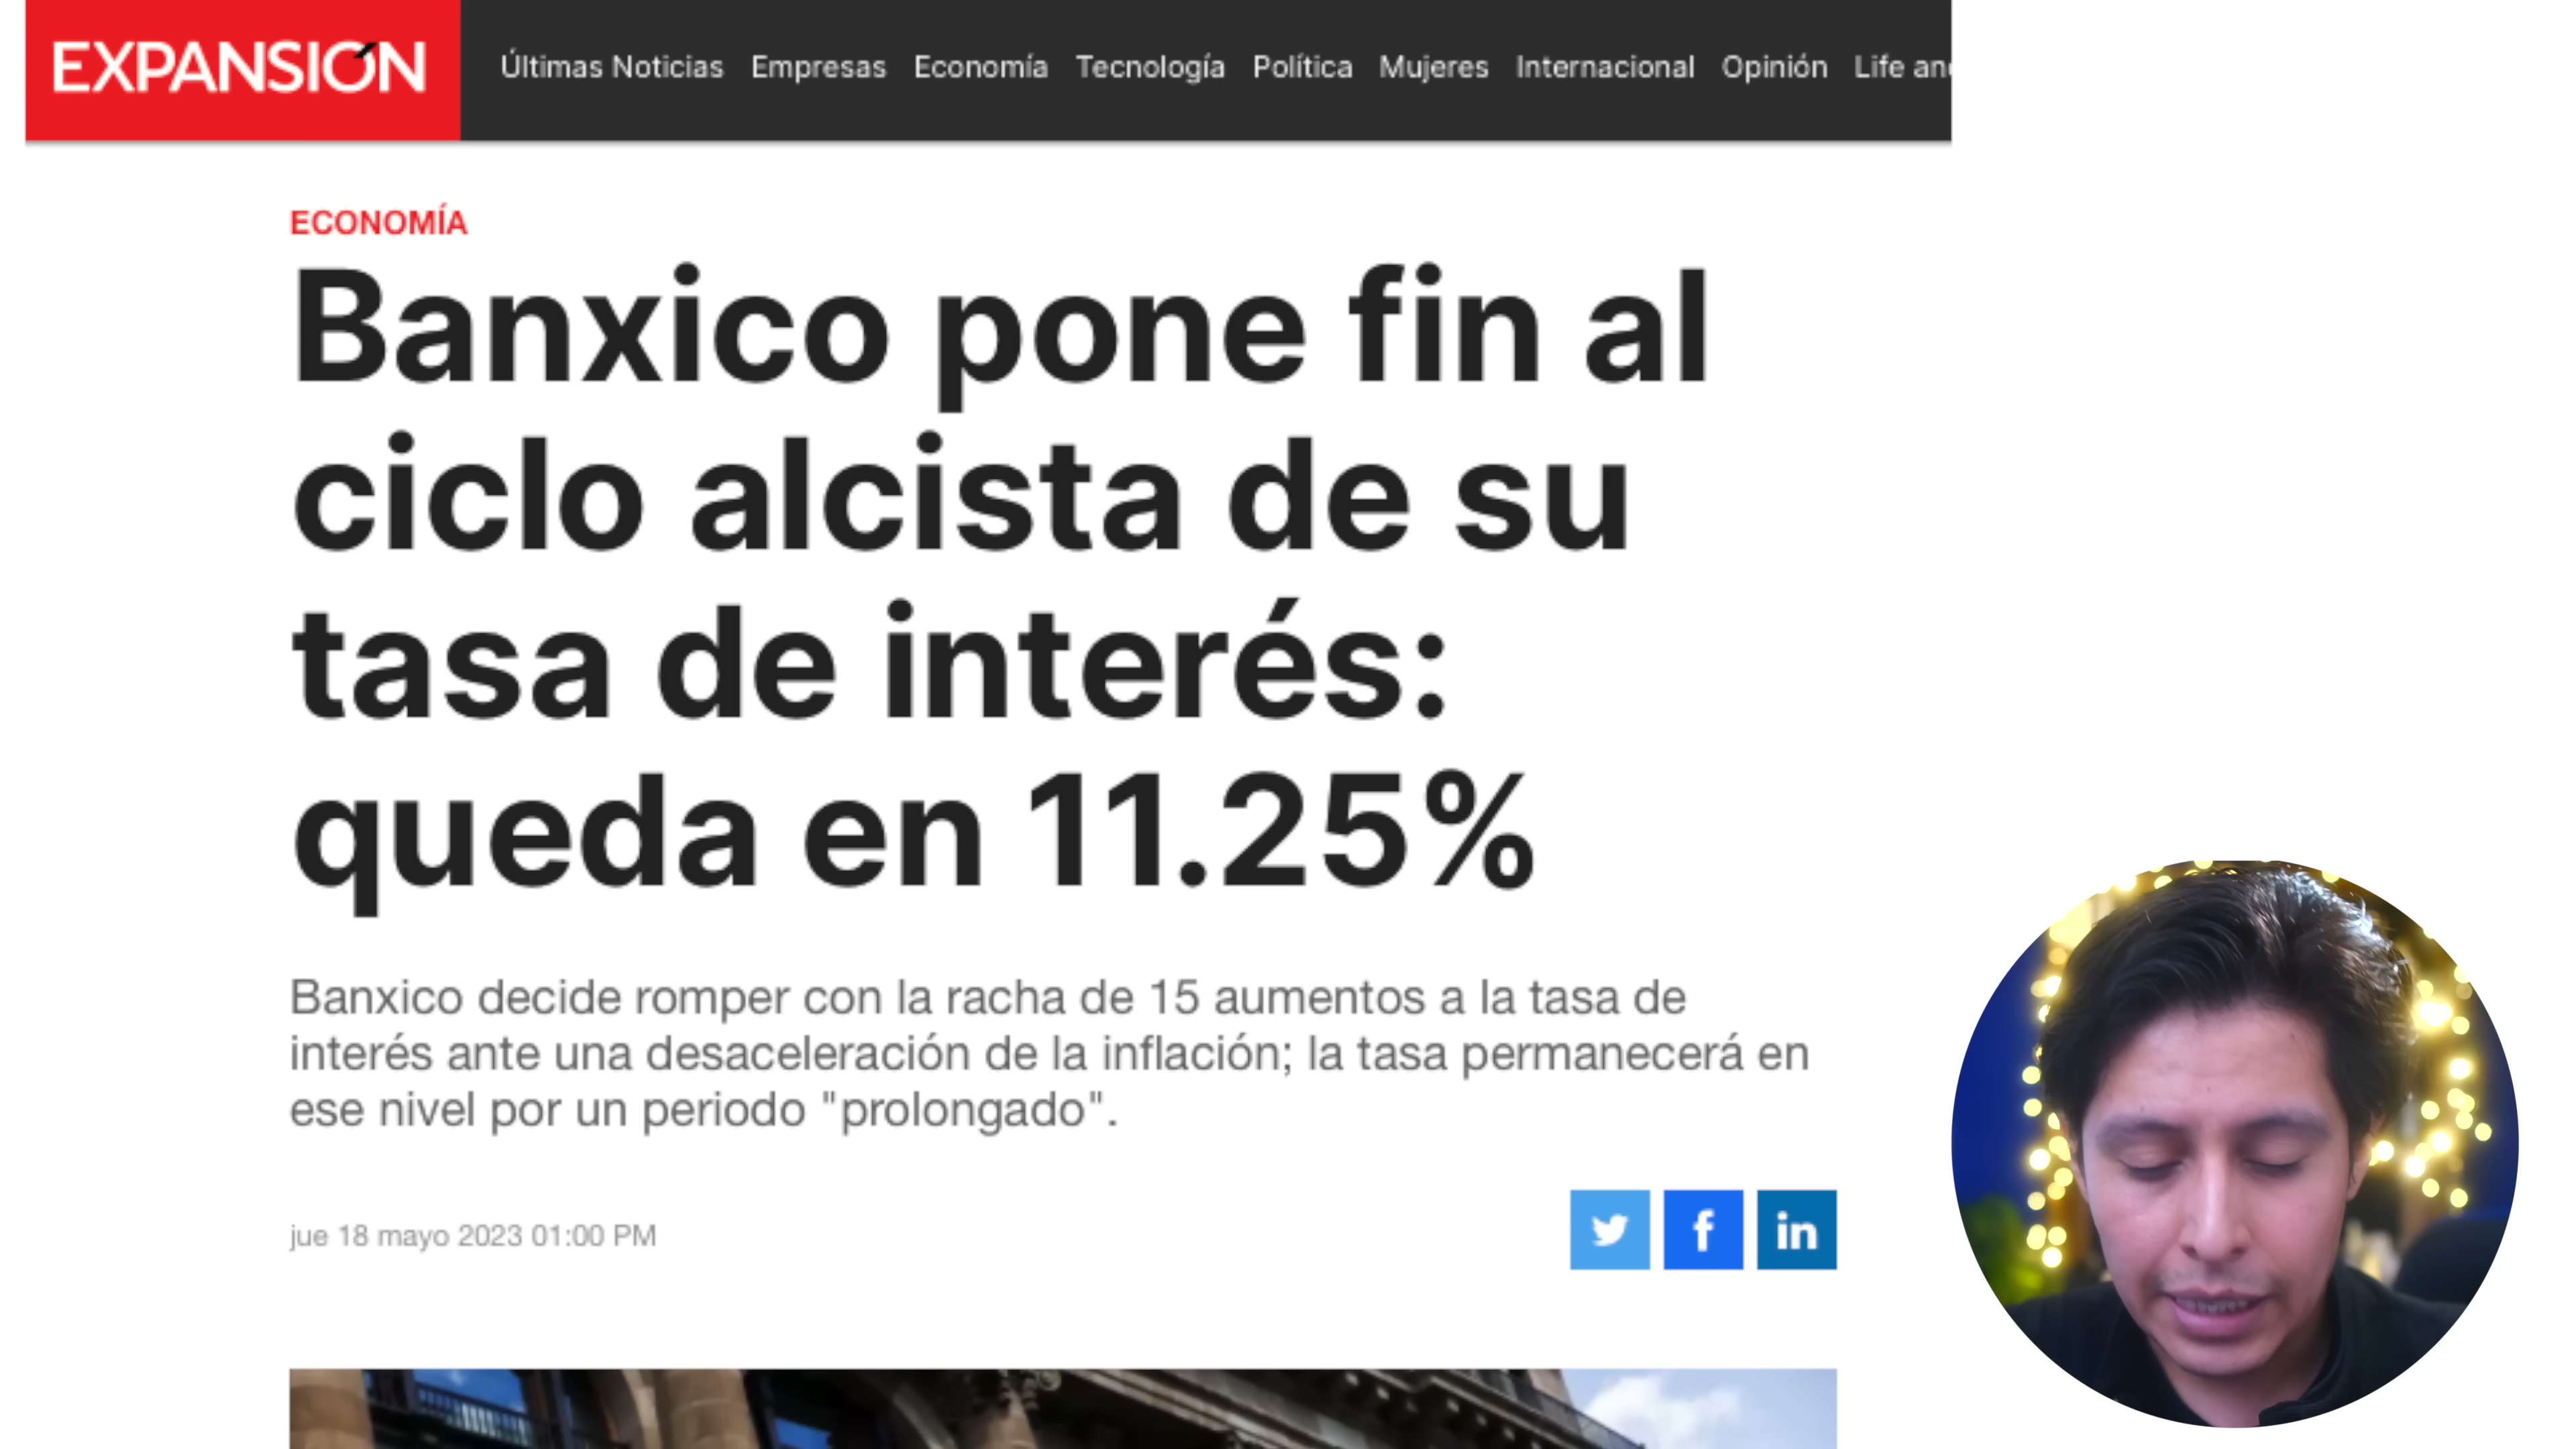 EXPANSIÓN
Últimas Noticias Empresas Economía Tecnología Política Mujeres Internacional Opinión Life
ECONOMÍA
Banxico pone fin al
ciclo alcista de su
tasa de interés:
queda en 11.25%
Banxico decide romper con la racha de 15 aumentos a la tasa de
interés ante una desaceleración de la inflación; la tasa permanecerá en
ese nivel por un periodo "prolongado".
jue 18 mayo 2023 01:00 PM
f in